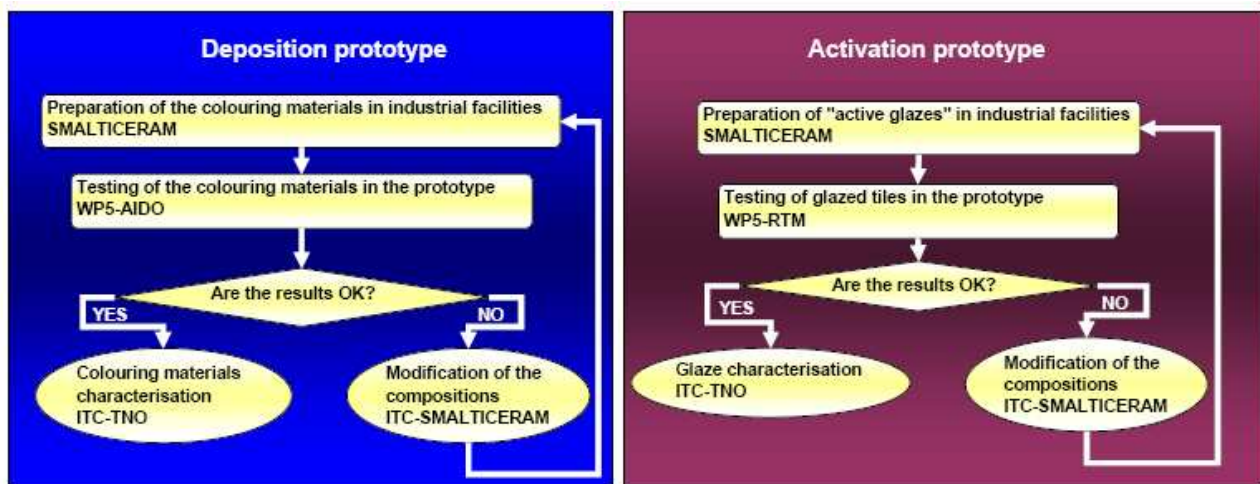 Deposition prototype
Preparation of the colouring materials in industrial facilities
SMALTICERAM
Testing of the colouring materials in the prototype
WP5-AIDO
Are the results OK?
YES
NO
Colouring materials
characterisation
ITC-TNO
Modification of the
compositions
ITC-SMALTICERAM
Activation prototype
Preparation of "active glazes" in industrial facilities
SMALTICERAM
Testing of glazed tiles in the prototype
WP5-RTM
Are the results OK?
YES
NO
Glaze characterisation
ITC-TNO
Modification of the
compositions
ITC-SMALTICERAM